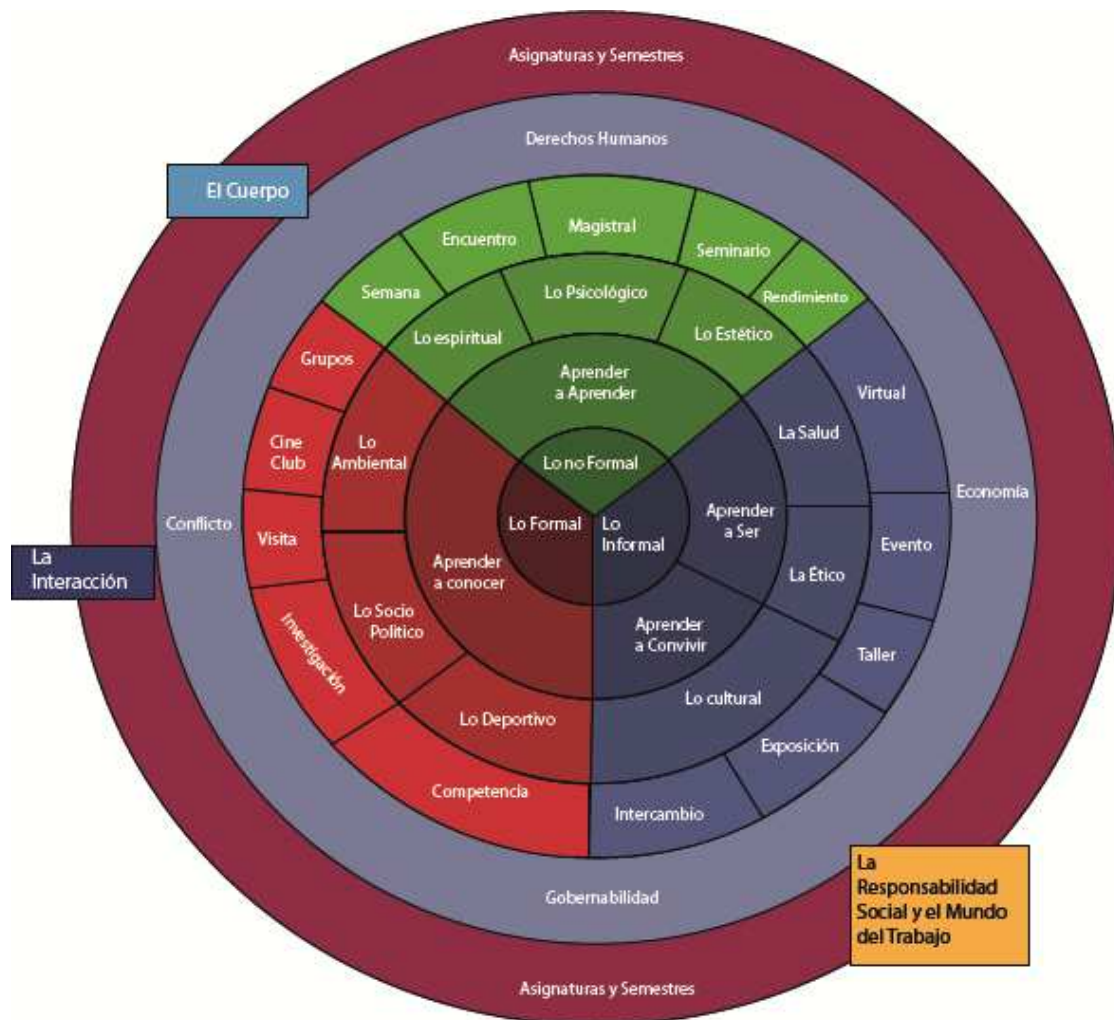 Asignaturas y Semestres
Derechos Humanos
El Cuerpo
Magistral
Encuentro
Seminario
Semana
Rendimiento
Lo Psicológico
Lo espiritual
Lo Estético
Grupos
Aprender
a Aprender
Virtual
La Salud
Cine
Club
Lo
Ambiental
Lo no Formal
Economía
Conflicto
Lo Formal
Lo
Informal
Aprender
a Ser
Visita
Evento
La
Interacción
Aprender
a conocer
La Ético
Lo Socio
Político
Aprender
a Convivir
Investigación
Taller
Lo cultural
Lo Deportivo
Exposición
Competencia
Intercambio
La
Responsabilidad
Social y el Mundo
del Trabajo
Gobernabilidad
Asignaturas y Semestres